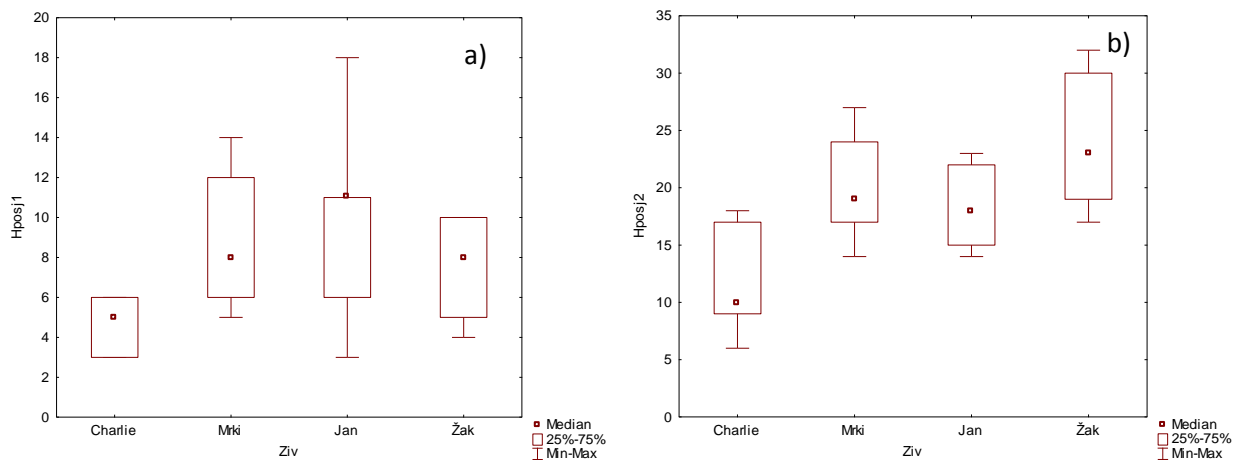 a)
Hposj1
20
18
16
14
12
10
8
6
4
2
0
Charlie Mrki Jan Žak
Ziv
Median
25%-75%
Min-Max
b)
Hposj2
35
30
25
20
15
10
5
0
Charlie Mrki Jan Žak
Ziv
Median
25%-75%
Min-Max